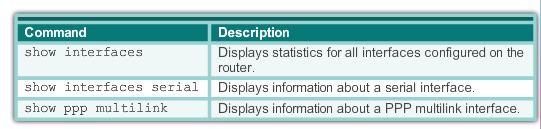 Command Description
show interfaces Displays statistics for all interfaces configured on the
router.
show interfaces serial Displays information about a serial interface.
show ppp multilink Displays information about a PPP multilink interface.